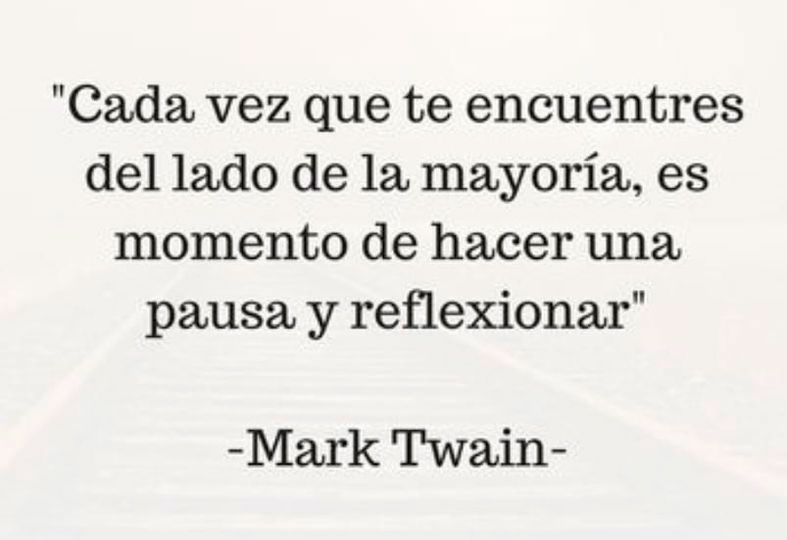 "Cada vez que te encuentres
del lado de la mayoría, es
momento de hacer una
pausa y reflexionar"
-Mark Twain-